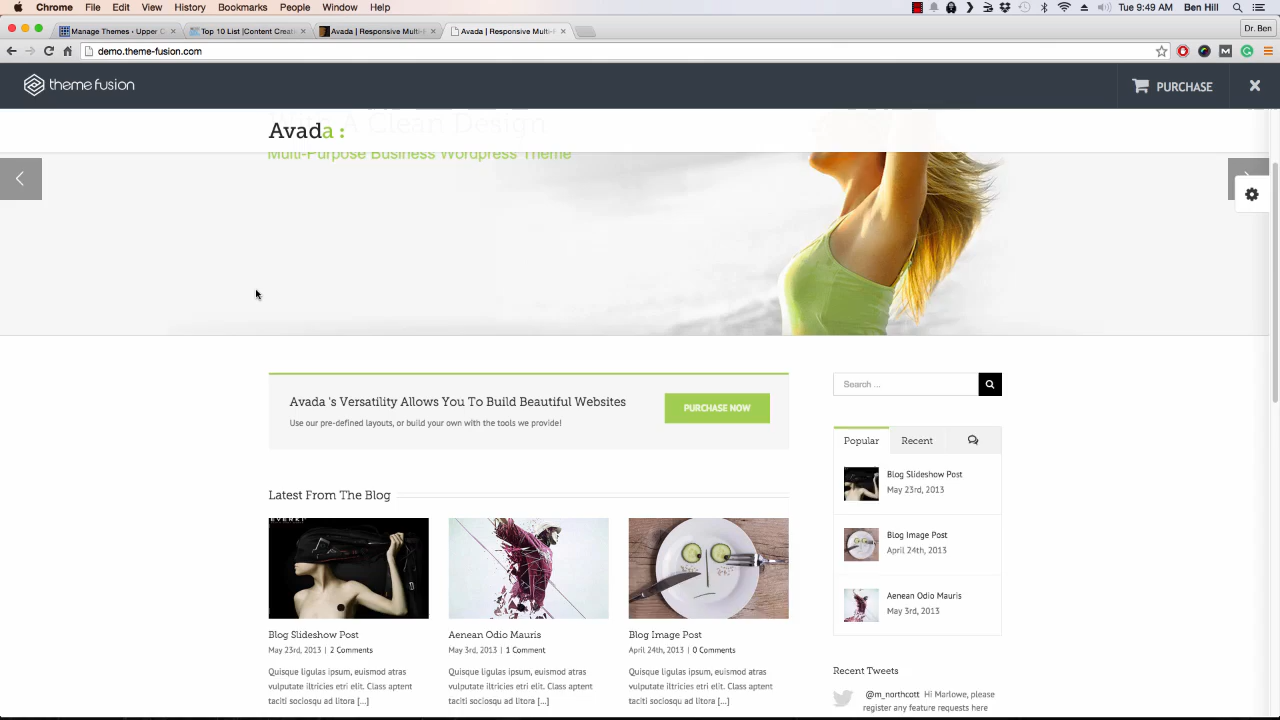 Chrome File Edit View History Bookmarks People Window Help Tue 9:49 AM Ben Hill
Manage Themes ‹ Upper C Top 10 List |Content Creat Avada | Responsive Multi-P Avada | Responsive Multi-P Dr. Ben
demo.theme-fusion.com
theme fusion PURCHASE
With A Clean Design
Avada :
Multi-Purpose Business Wordpress Theme
Avada 's Versatility Allows You To Build Beautiful Websites
Use our pre-defined layouts, or build your own with the tools we provide!
PURCHASE NOW
Search ...
Popular Recent
Blog Slideshow Post
May 23rd, 2013
Blog Image Post
April 24th, 2013
Aenean Odio Mauris
May 3rd, 2013
Latest From The Blog
Blog Slideshow Post
May 23rd, 2013 | 2 Comments
Quisque ligulas ipsum, euismod atras
vulputate iltricies etri elit. Class aptent
taciti sociosqu ad litora [...]
Aenean Odio Mauris
May 3rd, 2013 | 1 Comment
Quisque ligulas ipsum, euismod atras
vulputate iltricies etri elit. Class aptent
taciti sociosqu ad litora [...]
Blog Image Post
April 24th, 2013 | 0 Comments
Quisque ligulas ipsum, euismod atras
vulputate iltricies etri elit. Class aptent
taciti sociosqu ad litora [...]
Recent Tweets
@m_northcott Hi Marlowe, please
register any feature requests here